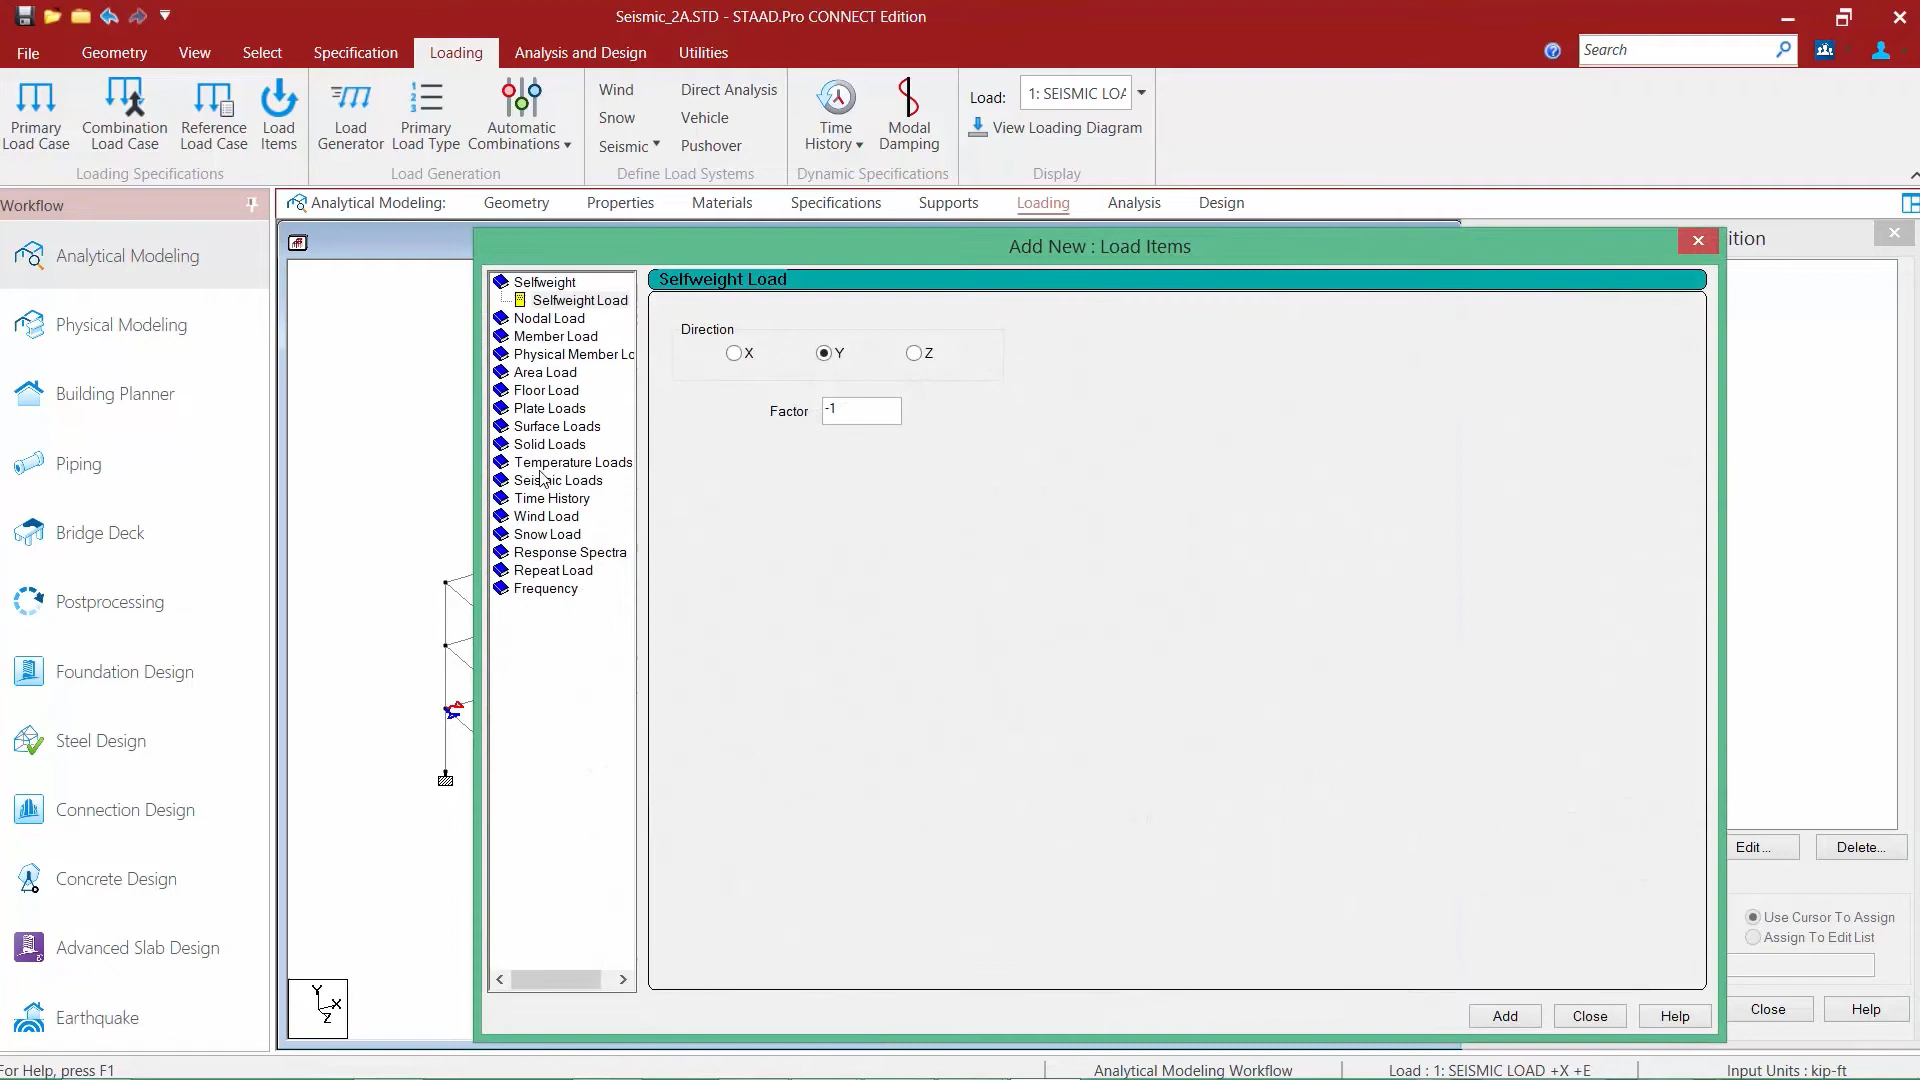 Seismic_2A.STD - STAAD.Pro CONNECT Edition
File Geometry View Select Specification Loading Analysis and Design Utilities
Search
Primary Load Case
Combination Load Case
Reference Load Case
Load Items
Loading Specifications
Load Generator
Primary Load Type
Automatic Combinations
Load Generation
Wind
Snow
Seismic
Direct Analysis
Vehicle
Pushover
Define Load Systems
Time History
Modal Damping
Dynamic Specifications
Load: 1: SEISMIC LOA
View Loading Diagram
Display
Workflow
Analytical Modeling: Geometry Properties Materials Specifications Supports Loading Analysis Design
Analytical Modeling
Physical Modeling
Building Planner
Piping
Bridge Deck
Postprocessing
Foundation Design
Steel Design
Connection Design
Concrete Design
Advanced Slab Design
Earthquake
Y
X
Z
Add New : Load Items
Selfweight
Selfweight Load
Nodal Load
Member Load
Physical Member Lo
Area Load
Floor Load
Plate Loads
Surface Loads
Solid Loads
Temperature Loads
Seismic Loads
Time History
Wind Load
Snow Load
Response Spectra
Repeat Load
Frequency
Selfweight Load
Direction
X Y Z
Factor -1
Add Close Help
ition
Edit... Delete...
Use Cursor To Assign
Assign To Edit List
Close Help
For Help, press F1
Analytical Modeling Workflow
Load : 1: SEISMIC LOAD +X +E
Input Units : kip-ft